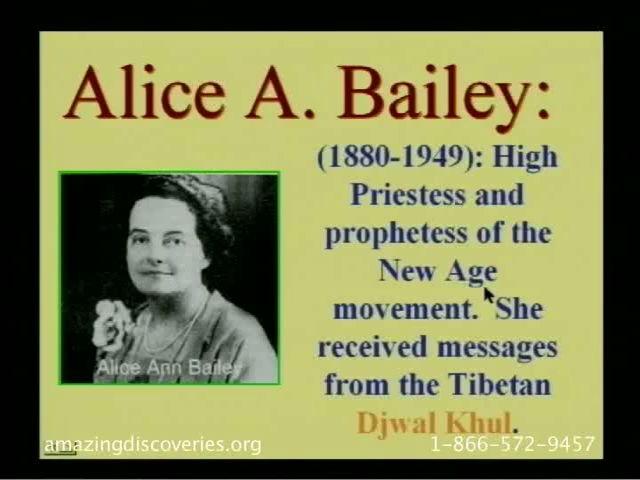 Alice A. Bailey:
(1880-1949): High
Priestess and
prophetess of the
New Age
movement. She
received messages
from the Tibetan
Djwal Khul.
Alice Ann Bailey
amazingdiscoveries.org
1-866-572-9457